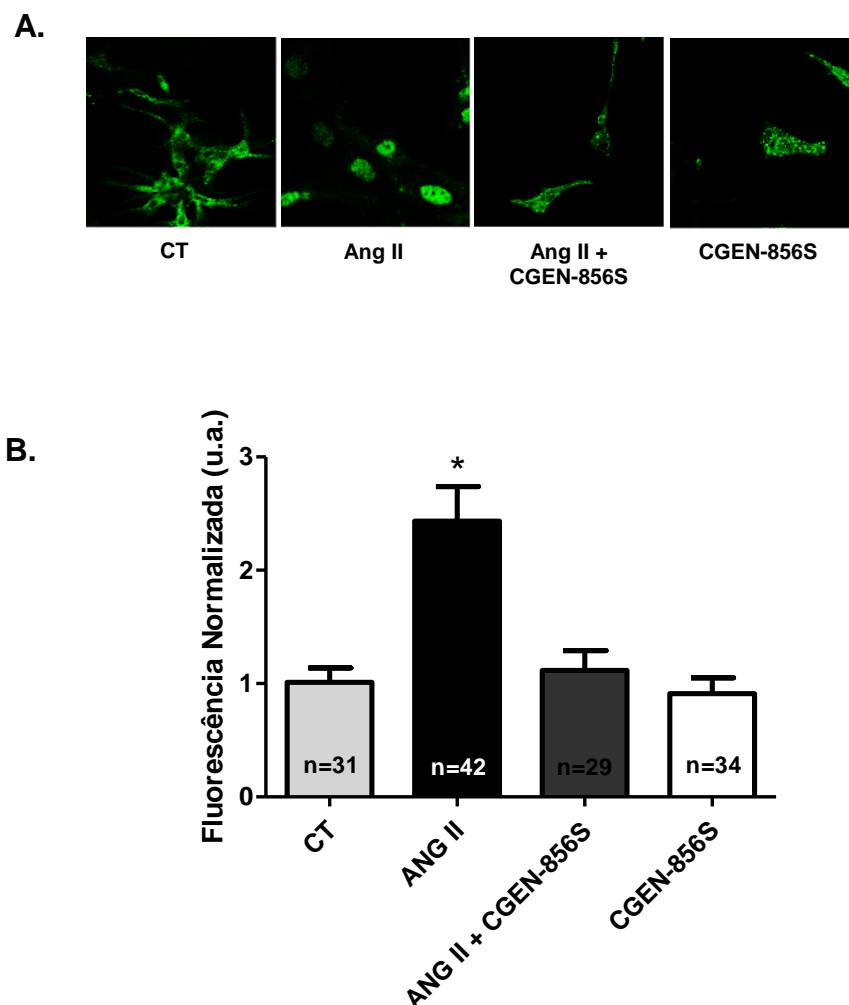 A.
CT
Ang II
Ang II +
CGEN-856S
CGEN-856S
B.
Fluorescência Normalizada (u.a.)
3
*
2
1
0
n=31
n=42
n=29
n=34
CT
ANG II
ANG II + CGEN-856S
CGEN-856S